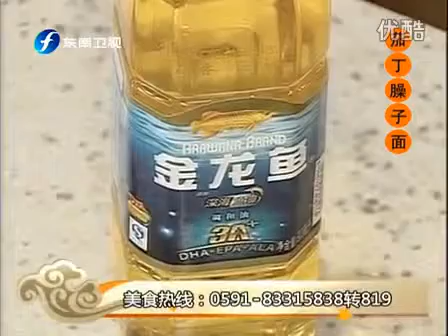 东南卫视
优酷
茄丁臊子面
ARAWANA BRAND
金龙鱼
深海鱼油
调和油
3A+
DHA+EPA+ALA
美食热线：0591-83315838转819